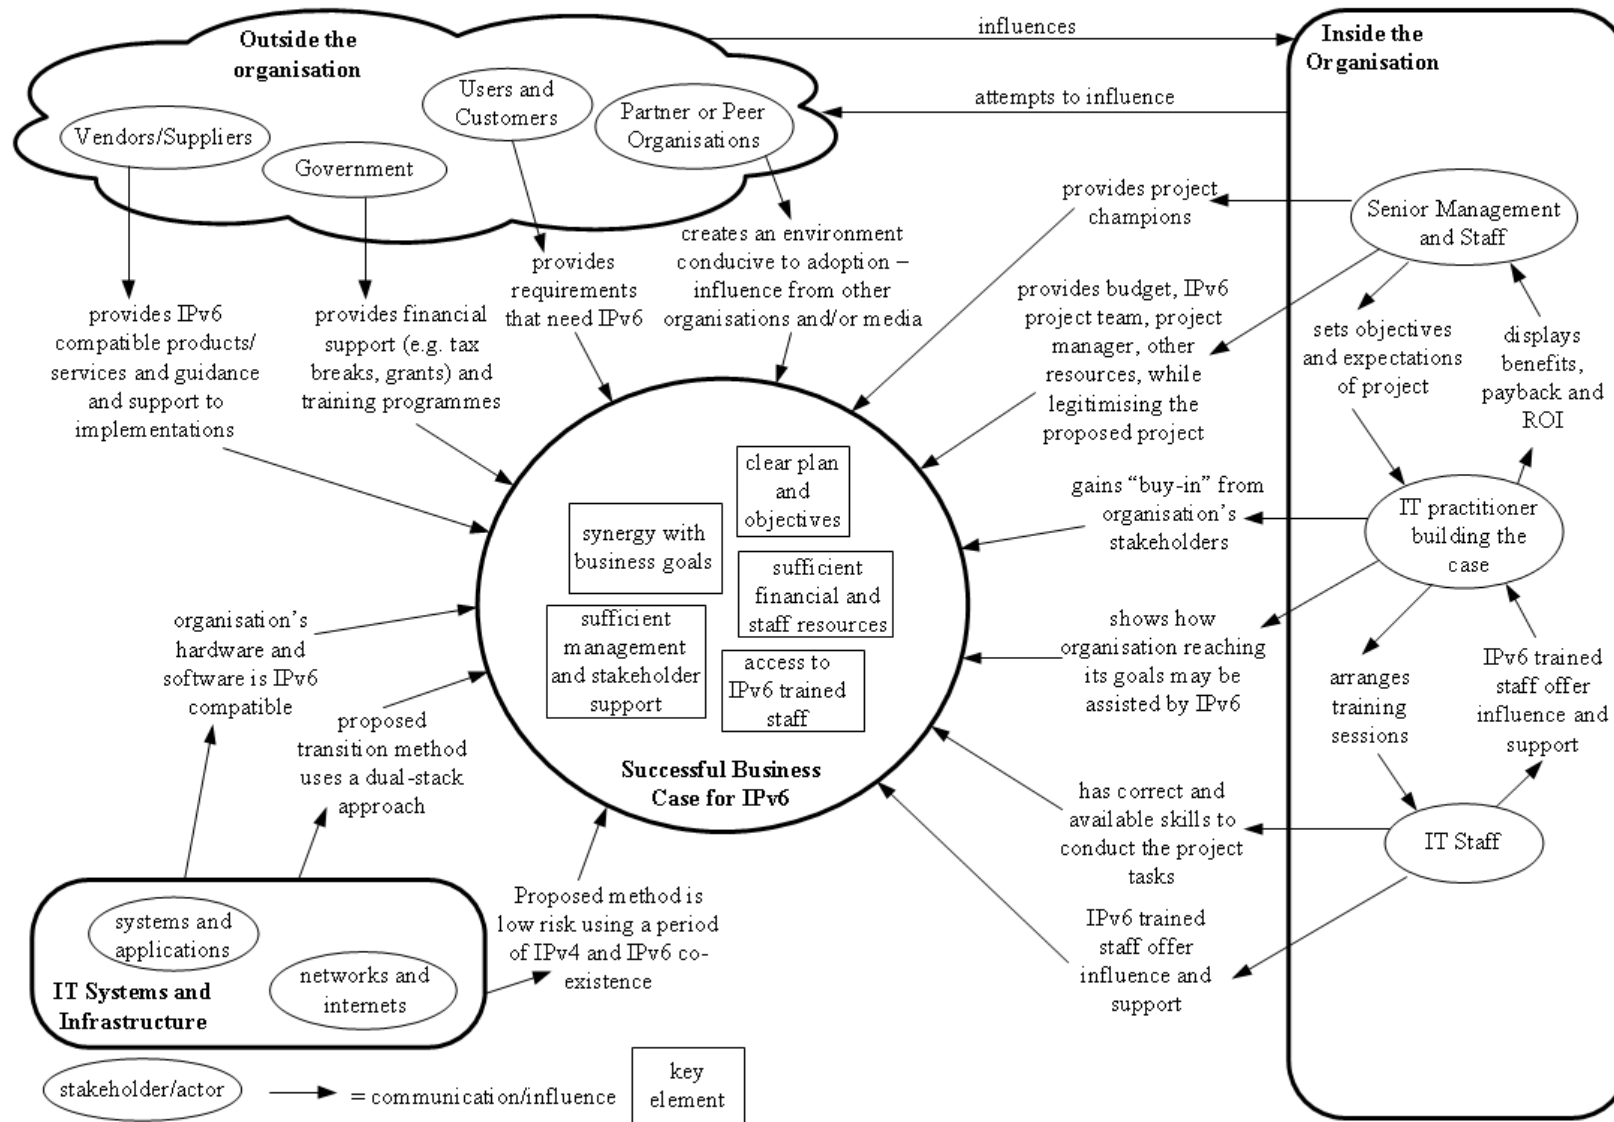 Outside the
organisation
Vendors/Suppliers
Government
Users and
Customers
Partner or Peer
Organisations
influences
attempts to influence
Inside the
Organisation
provides IPv6
compatible products/
services and guidance
and support to
implementations
provides financial
support (e.g. tax
breaks, grants) and
training programmes
provides
requirements
that need IPv6
creates an environment
conducive to adoption –
influence from other
organisations and/or media
provides project
champions
provides budget, IPv6
project team, project
manager, other
resources, while
legitimising the
proposed project
gains “buy-in” from
organisation’s
stakeholders
shows how
organisation reaching
its goals may be
assisted by IPv6
has correct and
available skills to
conduct the project
tasks
IPv6 trained
staff offer
influence and
support
Senior Management
and Staff
sets objectives
and expectations
of project
displays
benefits,
payback and
ROI
IT practitioner
building the
case
arranges
training
sessions
IPv6 trained
staff offer
influence and
support
IT Staff
clear plan
and
objectives
synergy with
business goals
sufficient
financial and
staff resources
sufficient
management
and stakeholder
support
access to
IPv6 trained
staff
Successful Business
Case for IPv6
organisation’s
hardware and
software is IPv6
compatible
proposed
transition method
uses a dual-stack
approach
Proposed method is
low risk using a period
of IPv4 and IPv6 co-
existence
systems and
applications
networks and
internets
IT Systems and
Infrastructure
stakeholder/actor
= communication/influence
key
element